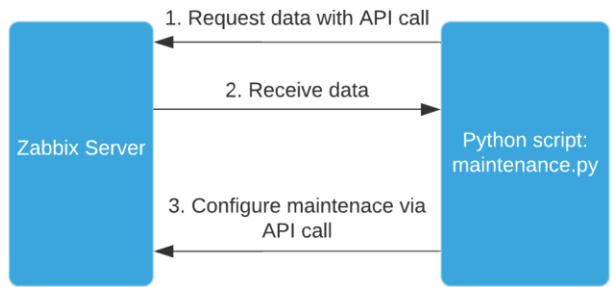 1. Request data with API call
2. Receive data
Zabbix Server
Python script:
maintenance.py
3. Configure maintenace via
API call